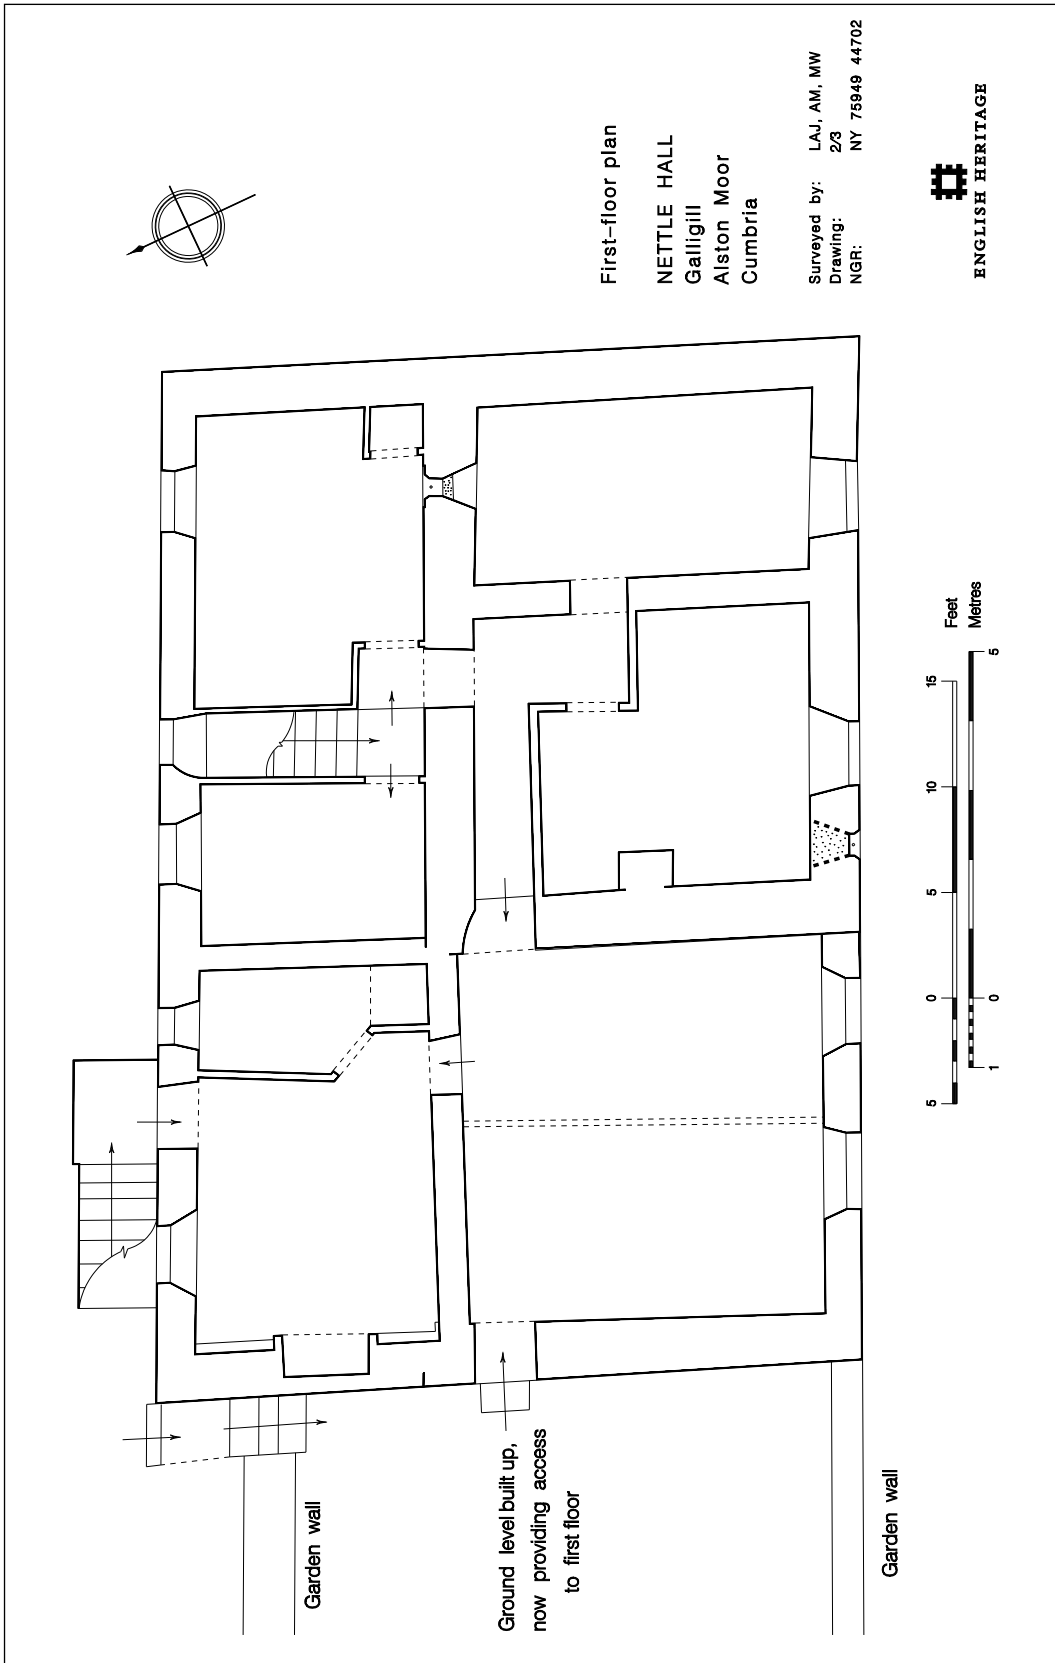 First-floor plan
NETTLE HALL
Galligill
Alston Moor
Cumbria
Surveyed by: LAJ, AM, MW
Drawing: 2/3
NGR: NY 75949 44702
ENGLISH HERITAGE
5 0 5 10 15 Feet
1 0 5 Metres
Garden wall
Ground level built up,
now providing access
to first floor
Garden wall